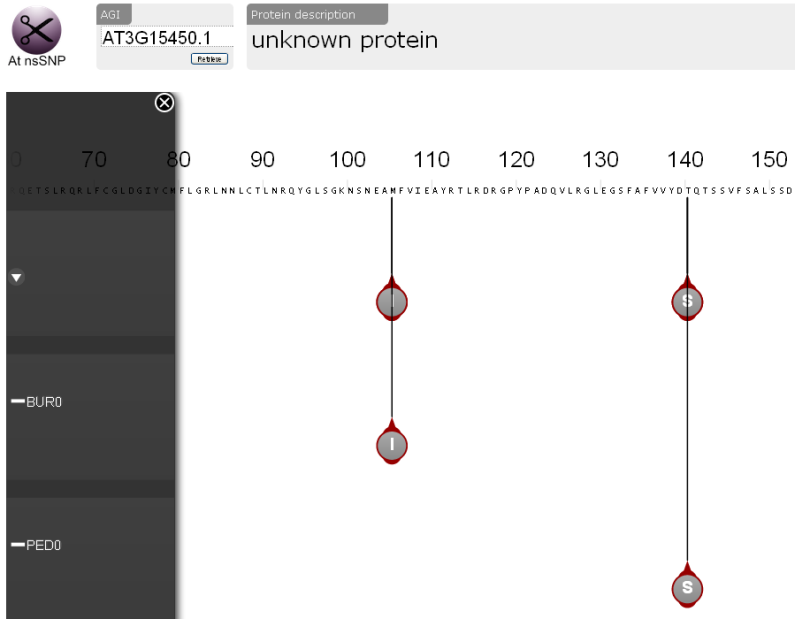 AGI
Protein description
AT3G15450.1
unknown protein
At nsSNP
Retrieve
70 80 90 100 110 120 130 140 150
QETSLRQRLFCGLDGIYCMFLGRLNNLCTLNRQYGLSGKNSNEAMFVIEAYRTLRDRGPYPADQVLRGLEGSFAFVVYDTQTSSVFSALSSD
I S
BUR0
I
PED0
S